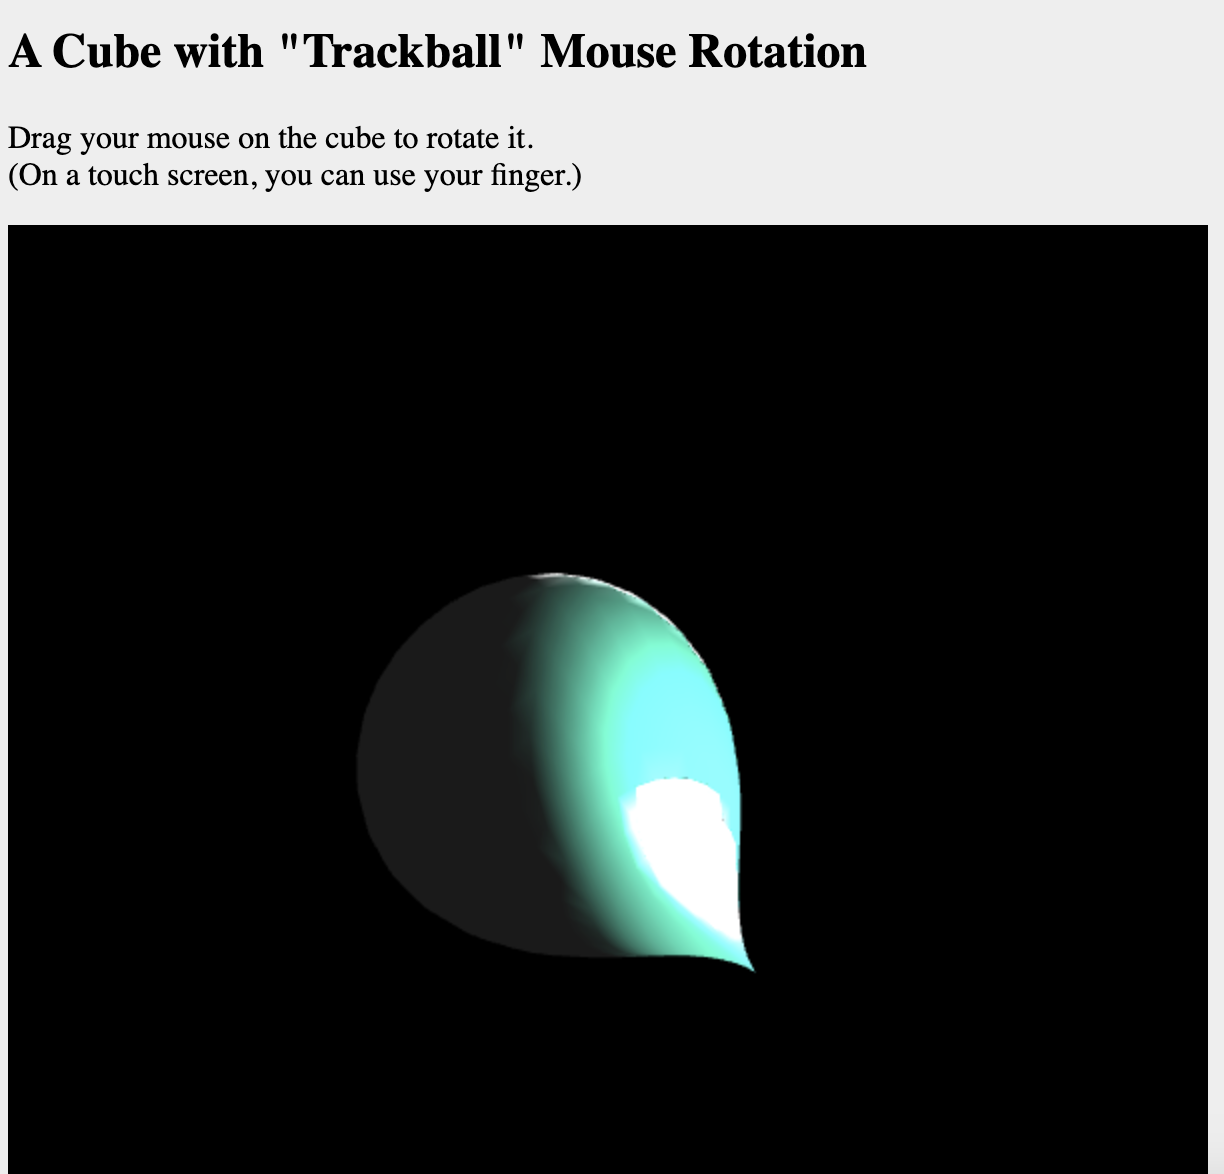 A Cube with "Trackball" Mouse Rotation
Drag your mouse on the cube to rotate it.
(On a touch screen, you can use your finger.)